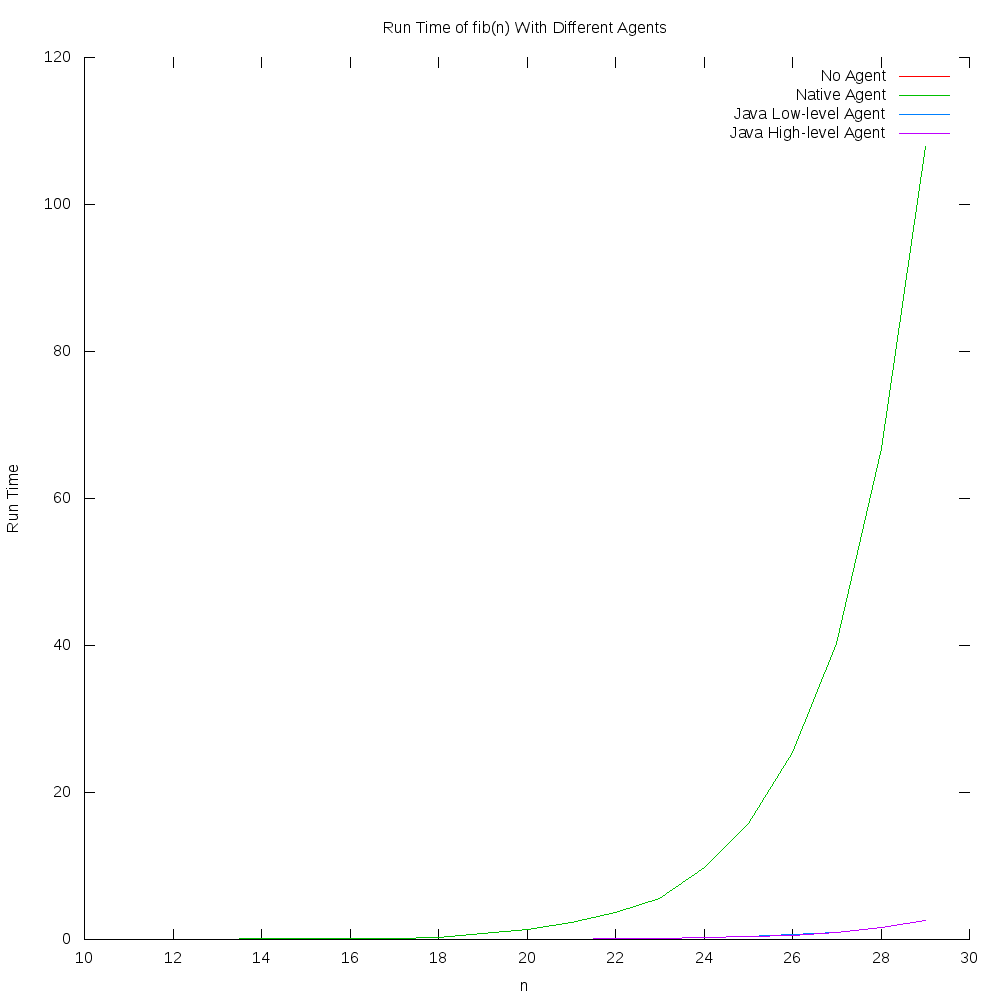 Run Time of fib(n) With Different Agents
120
No Agent
Native Agent
Java Low-level Agent
Java High-level Agent
100
80
60
Run Time
40
20
0
10 12 14 16 18 20 22 24 26 28 30
n